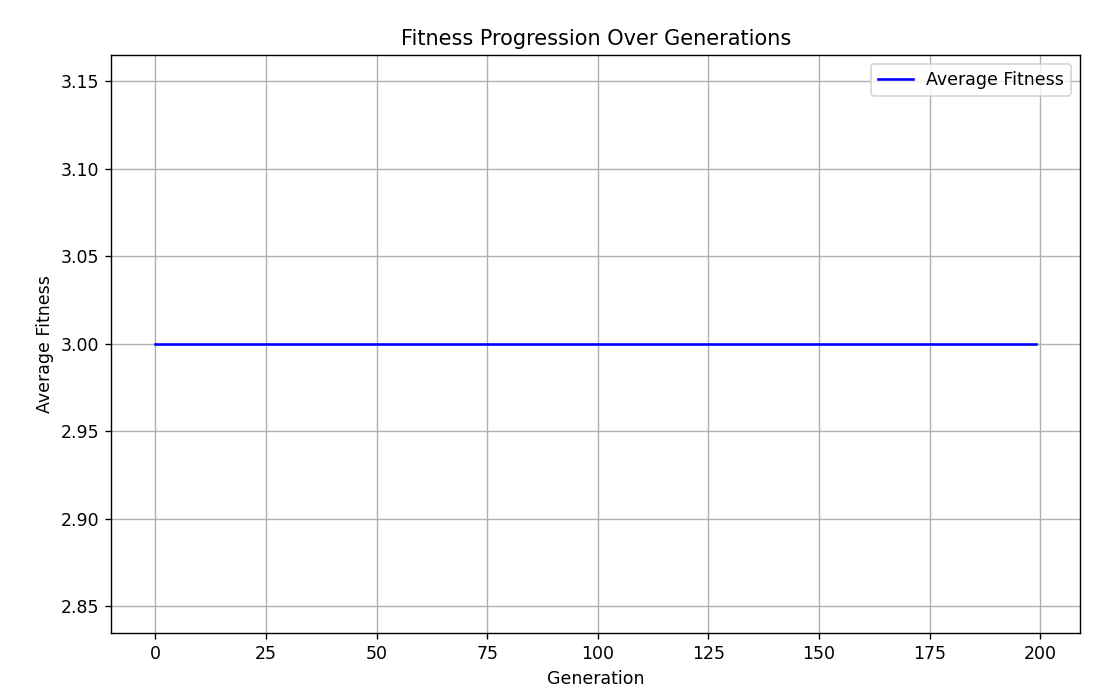 Fitness Progression Over Generations
Average Fitness
3.15
3.10
3.05
3.00
2.95
2.90
2.85
Average Fitness
0 25 50 75 100 125 150 175 200
Generation